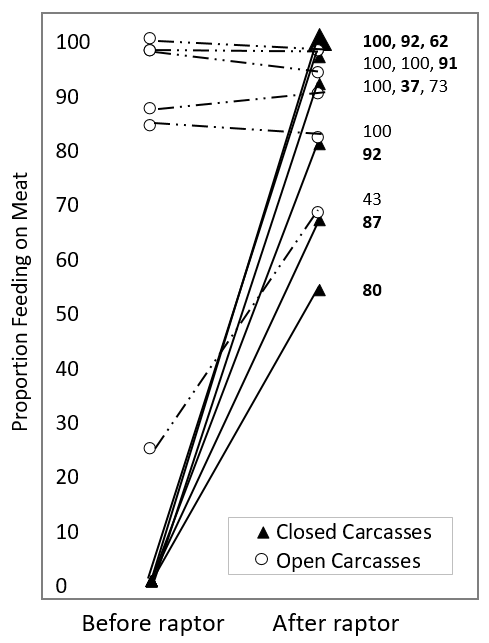 Proportion Feeding on Meat
100
90
80
70
60
50
40
30
20
10
0
100, 92, 62
100, 100, 91
100, 37, 73
100
92
43
87
80
Closed Carcasses
Open Carcasses
Before raptor
After raptor